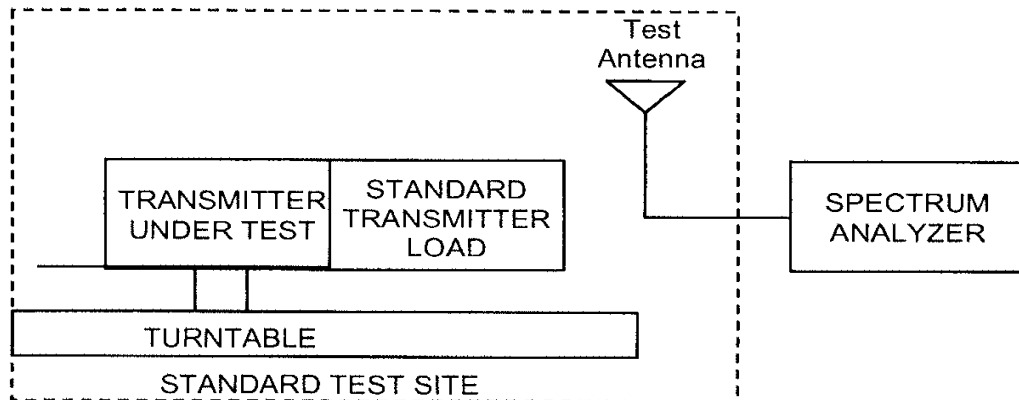 Test
Antenna
TRANSMITTER
UNDER TEST
STANDARD
TRANSMITTER
LOAD
SPECTRUM
ANALYZER
TURNTABLE
STANDARD TEST SITE